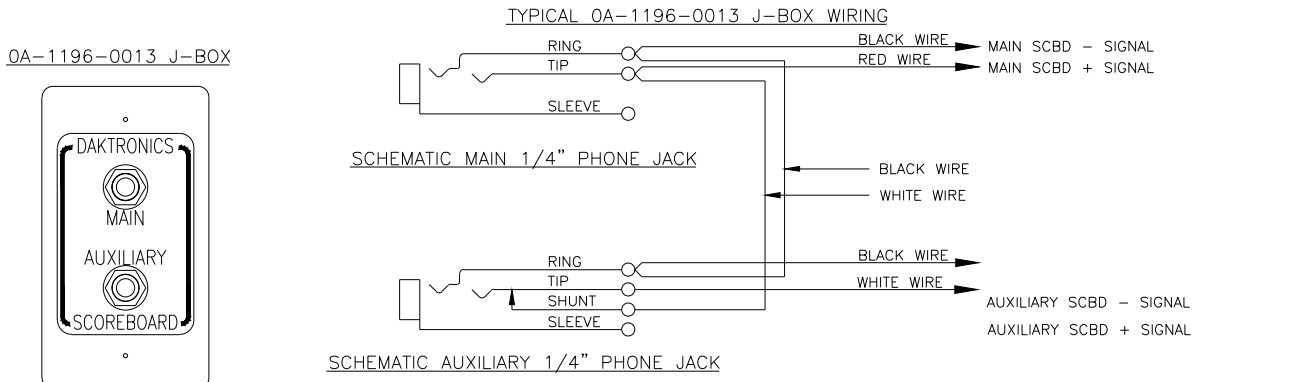 TYPICAL 0A-1196-0013 J-BOX WIRING
0A-1196-0013 J-BOX
DAKTRONICS
MAIN
AUXILIARY
SCOREBOARD
RING
TIP
SLEEVE
BLACK WIRE
RED WIRE
MAIN SCBD - SIGNAL
MAIN SCBD + SIGNAL
SCHEMATIC MAIN 1/4" PHONE JACK
BLACK WIRE
WHITE WIRE
RING
TIP
SHUNT
SLEEVE
BLACK WIRE
WHITE WIRE
AUXILIARY SCBD - SIGNAL
AUXILIARY SCBD + SIGNAL
SCHEMATIC AUXILIARY 1/4" PHONE JACK